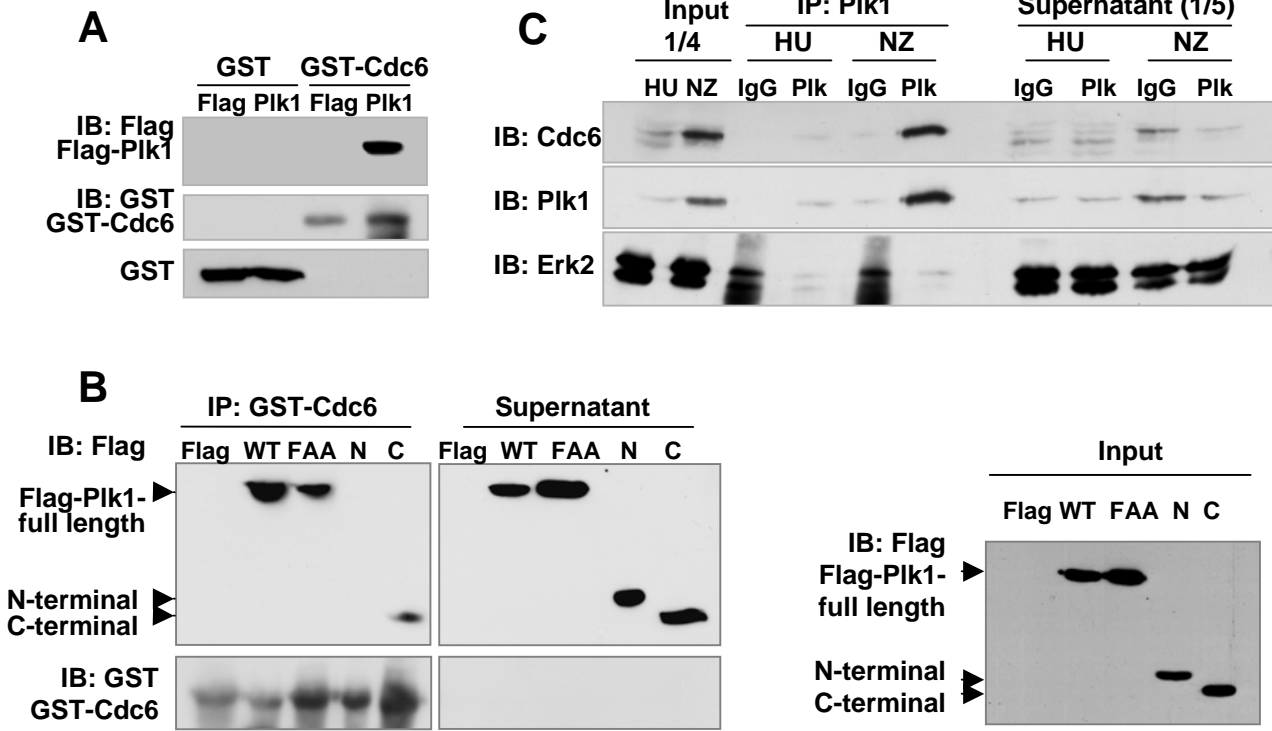 A
GST GST-Cdc6
Flag Plk1 Flag Plk1
IB: Flag
Flag-Plk1
IB: GST
GST-Cdc6
GST
C
Input IP: Plk1 Supernatant (1/5)
1/4 HU NZ HU NZ
HU NZ IgG Plk IgG Plk IgG Plk IgG Plk
IB: Cdc6
IB: Plk1
IB: Erk2
B
IP: GST-Cdc6 Supernatant
IB: Flag Flag WT FAA N C Flag WT FAA N C
Flag-Plk1-
full length
N-terminal
C-terminal
IB: GST
GST-Cdc6
Input
Flag WT FAA N C
IB: Flag
Flag-Plk1-
full length
N-terminal
C-terminal